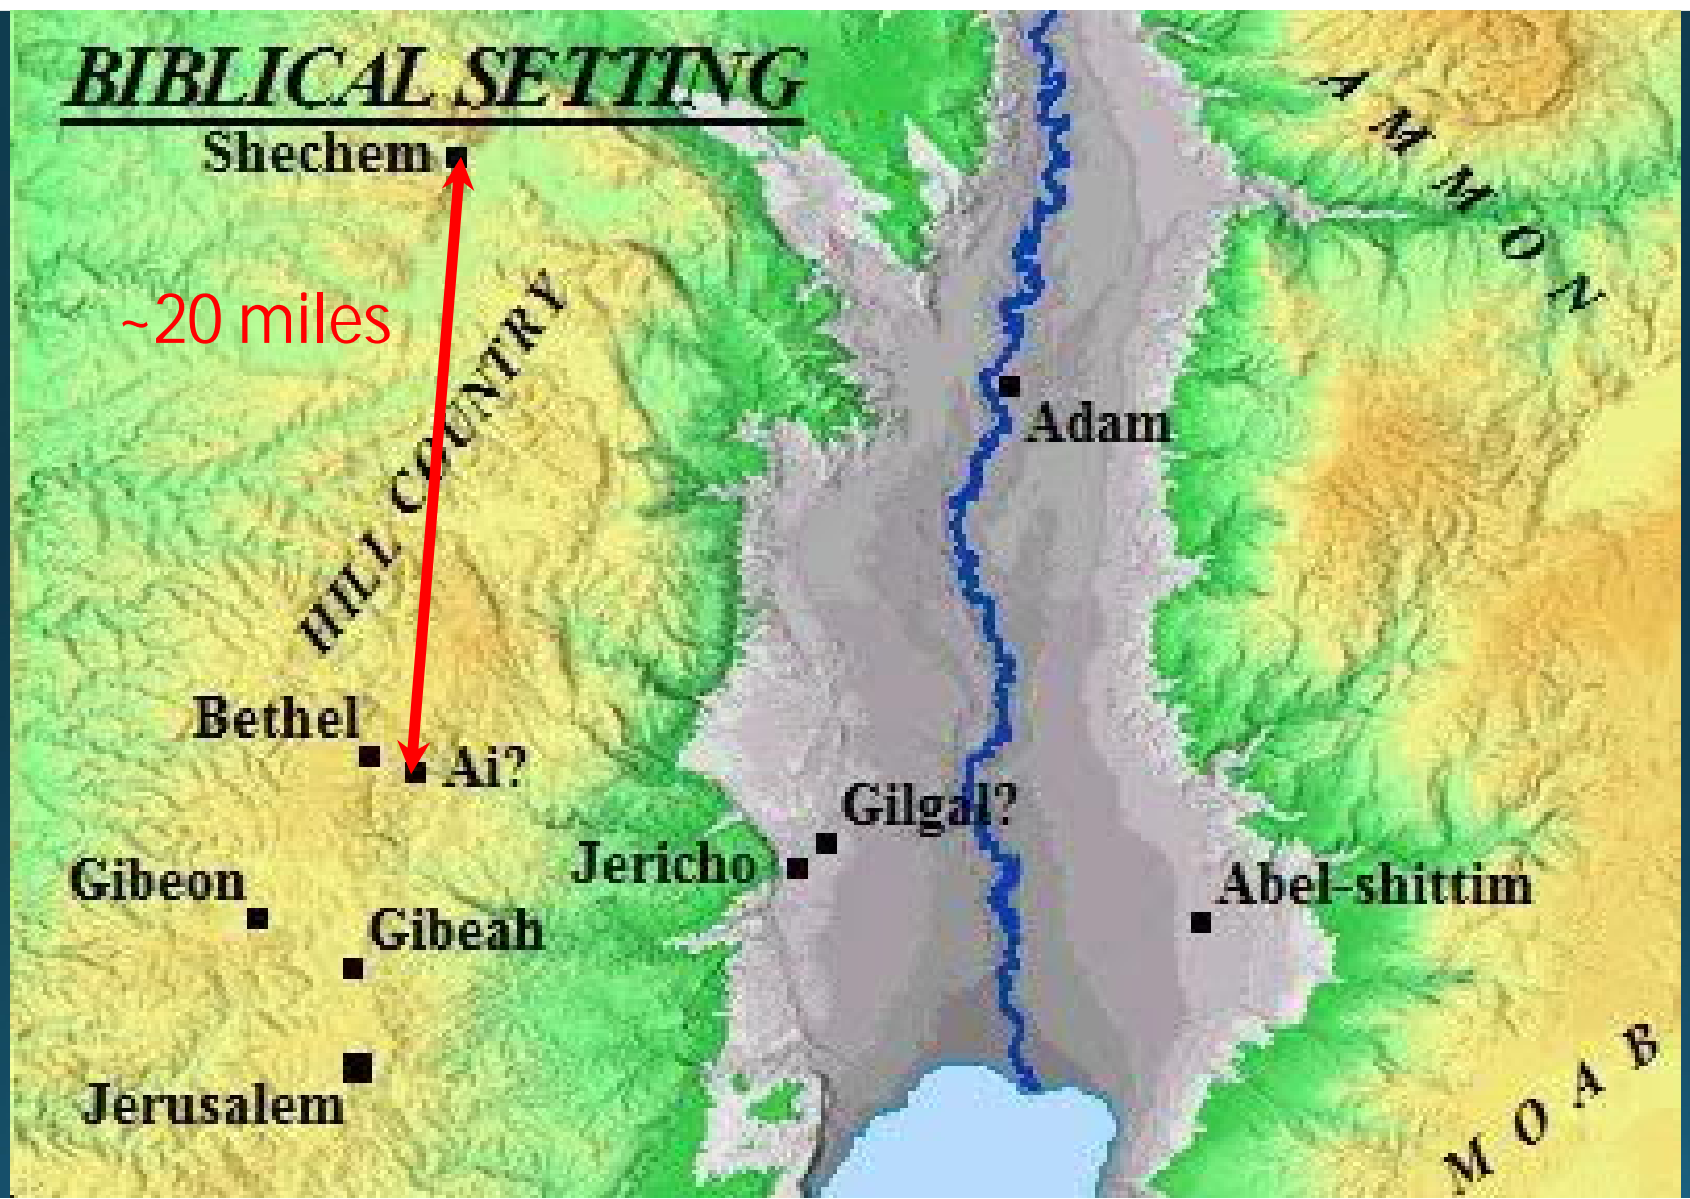 BIBLICAL SETTING
Shechem
AMMON
~20 miles
HILL COUNTRY
Adam
Bethel
Ai?
Gilgal?
Jericho
Gibeon
Abel-shittim
Gibeah
Jerusalem
MOAB